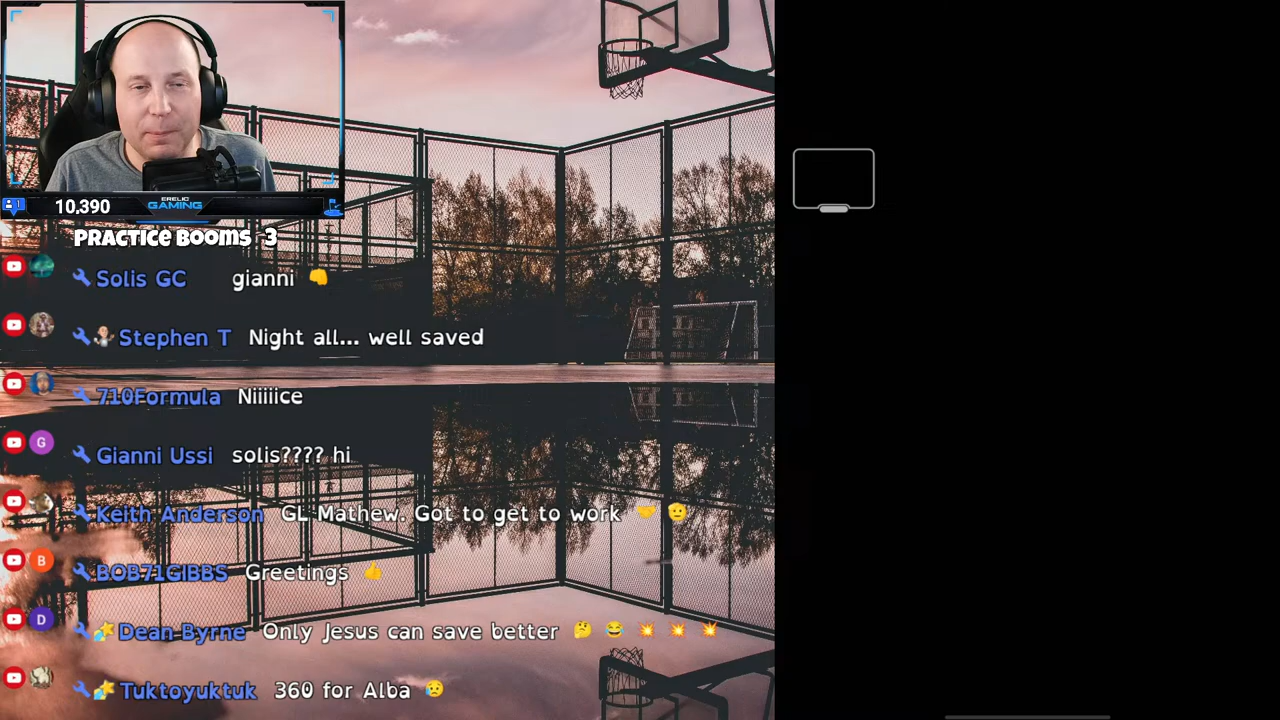 10,390
ERELIC
GAMING
PRACTICE BOOMS 3
Solis GC gianni
Stephen T Night all... well saved
710Formula Niiiiice
G Gianni Ussi solis???? hi
Keith Anderson GL Mathew. Got to get to work
B BOB71GIBBS Greetings
D Dean Byrne Only Jesus can save better
Tuktoyuktuk 360 for Alba